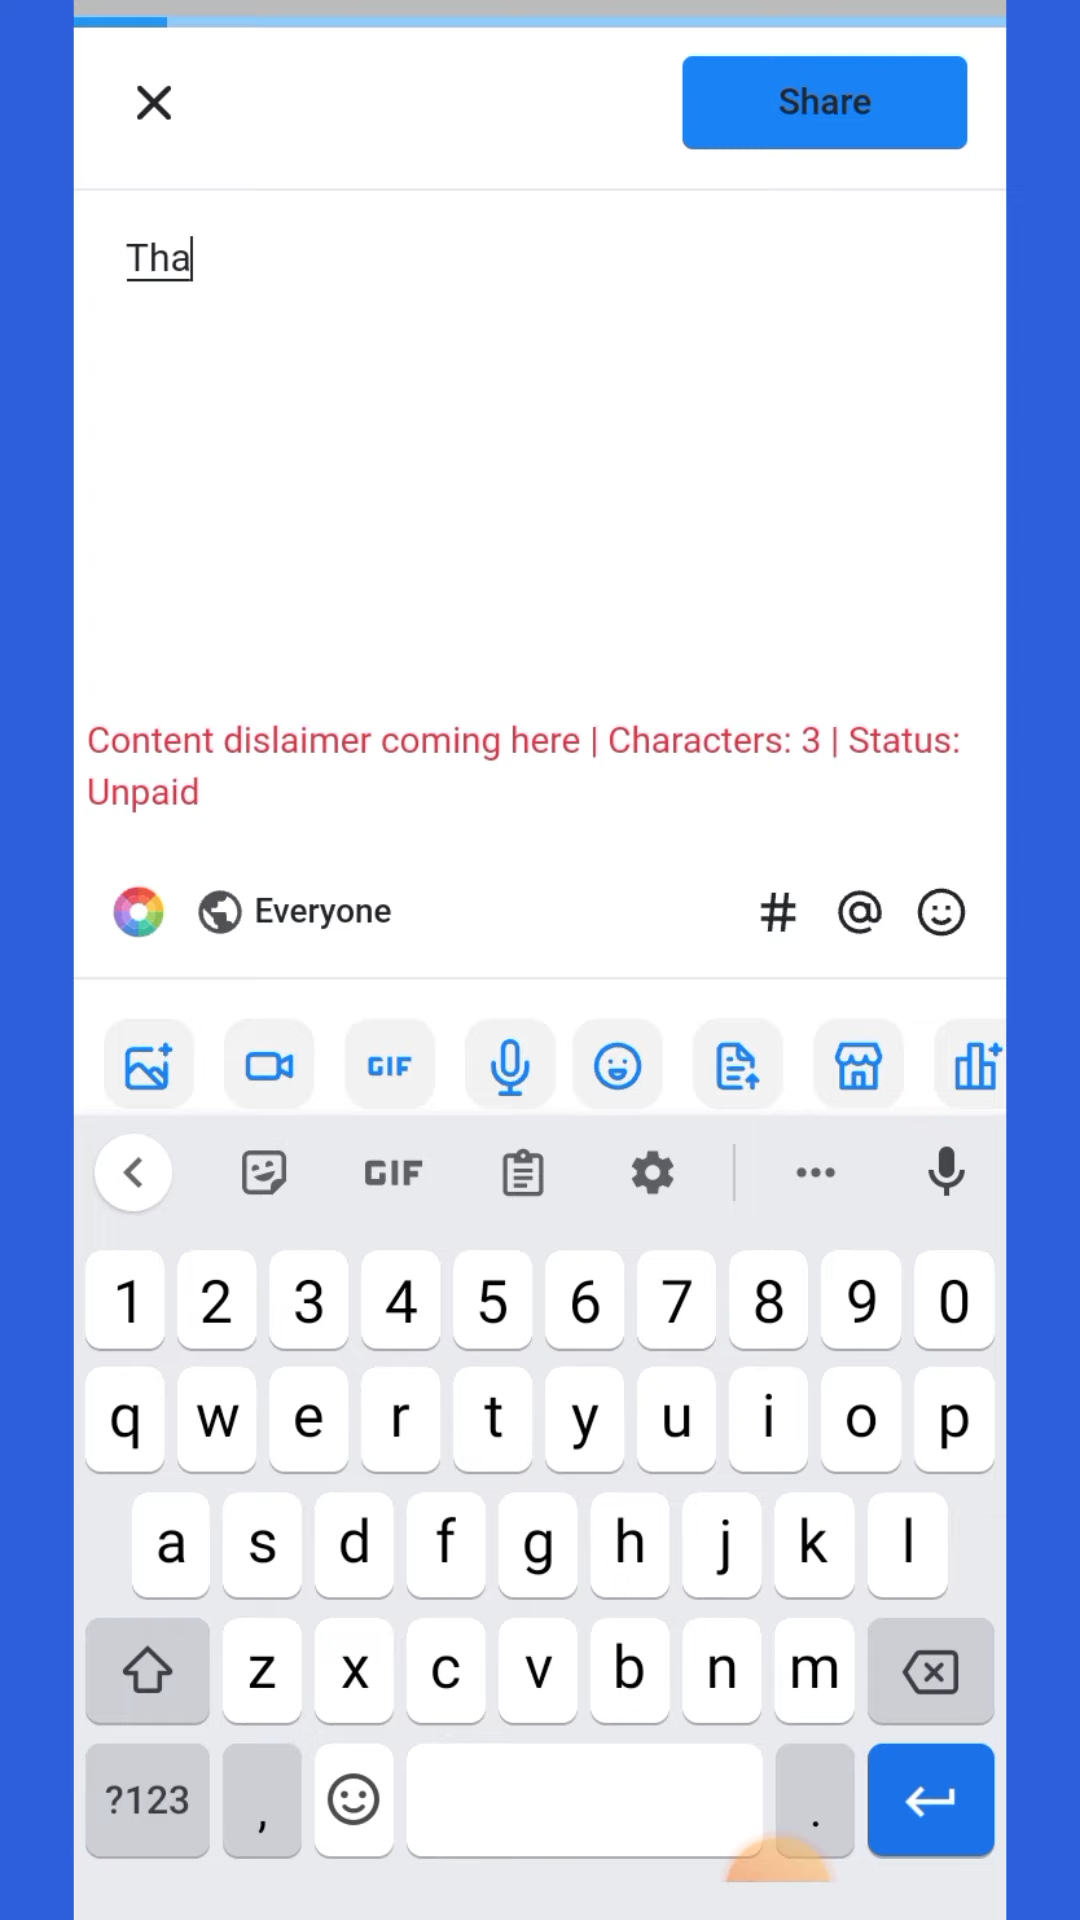 Share
Tha
Content dislaimer coming here | Characters: 3 | Status:
Unpaid
Everyone # @
GIF
GIF
1 2 3 4 5 6 7 8 9 0
q w e r t y u i o p
a s d f g h j k l
z x c v b n m
?123 , .